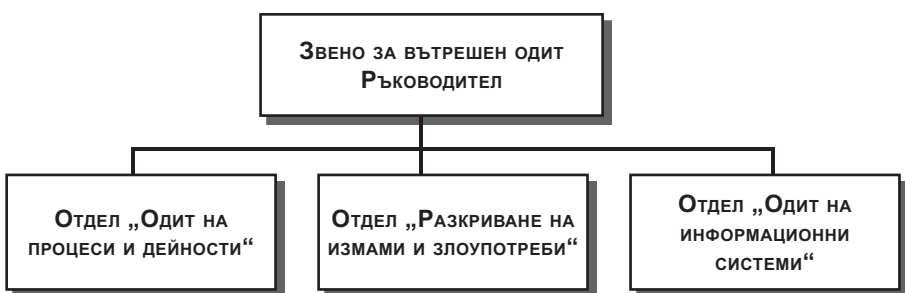 Звено за вътрешен одит
Ръководител
Отдел „Одит на
процеси и дейности“
Отдел „Разкриване на
измами и злоупотреби“
Отдел „Одит на
информационни
системи“